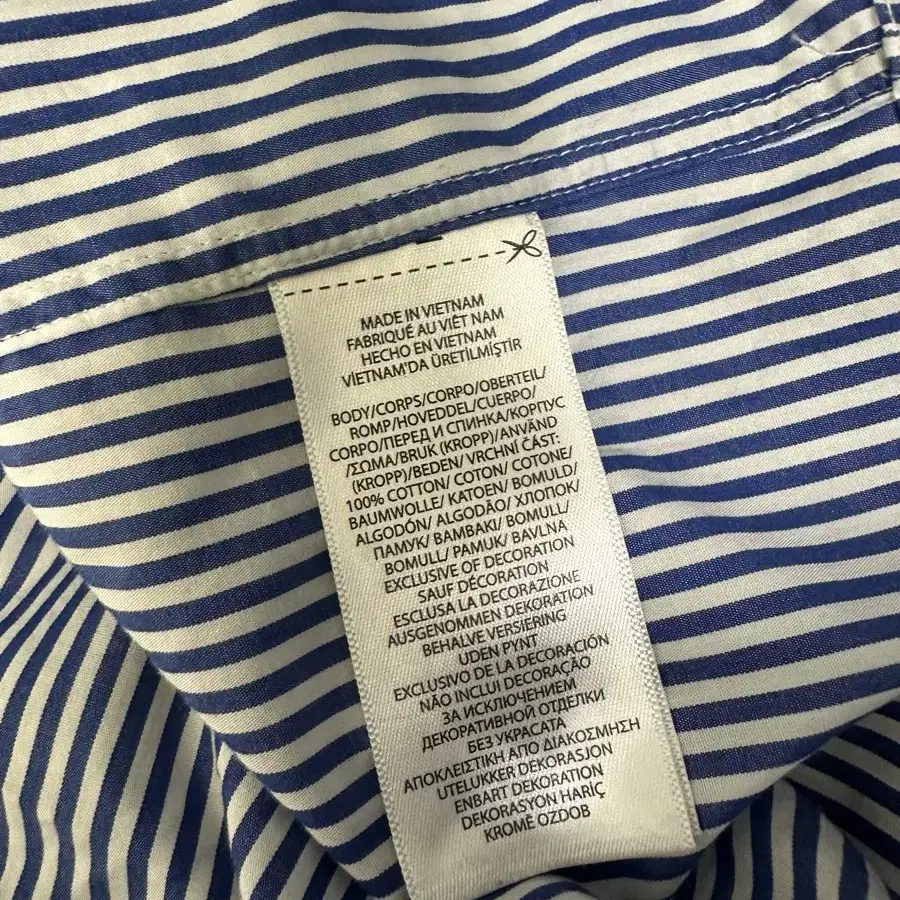 MADE IN VIETNAM
FABRIQUÉ AU VIÊT NAM
HECHO EN VIETNAM
VIETNAM'DA ÜRETİLMİŞTİR
BODY/CORPS/CORPO/OBERTEIL/
ROMP/HOVEDDEL/CUERPO/
CORPO/ПЕРЕД И СПИНКА/КОРПУС
/ΣΩΜΑ/BRUK (KROPP)/ANVÄND
(KROPP)/BEDEN/ VRCHNÍ ČÁST:
100% COTTON/ COTON/ COTONE/
BAUMWOLLE/ KATOEN/ BOMULD/
ALGODÓN/ ALGODÃO/ ХЛОПОК/
ПАМУК/ BAMBAKI/ BOMULL/
BOMULL/ PAMUK/ BAVLNA
EXCLUSIVE OF DECORATION
SAUF DÉCORATION
ESCLUSA LA DECORAZIONE
AUSGENOMMEN DEKORATION
BEHALVE VERSIERING
UDEN PYNT
EXCLUSIVO DE LA DECORACIÓN
NÃO INCLUI DECORAÇÃO
ЗА ИСКЛЮЧЕНИЕМ
ДЕКОРАТИВНОЙ ОТДЕЛКИ
БЕЗ УКРАСАТА
ΑΠΟΚΛΕΙΣΤΙΚΗ ΑΠΟ ΔΙΑΚΟΣΜΗΣΗ
UTELUKKER DEKORASJON
ENBART DEKORATION
DEKORASYON HARİÇ
KROMĚ OZDOB